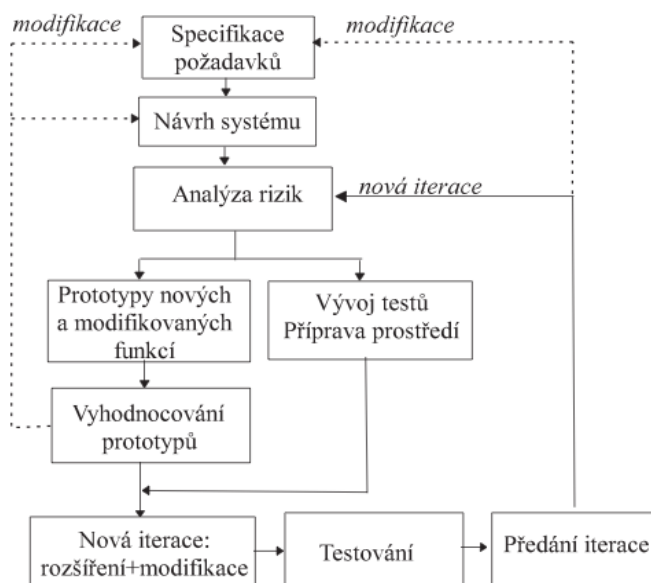 modifikace
modifikace
Specifikace
požadavků
Návrh systému
Analýza rizik
nová iterace
Prototypy nových
a modifikovaných
funkcí
Vývoj testů
Příprava prostředí
Vyhodnocování
prototypů
Nová iterace:
rozšíření+modifikace
Testování
Předání iterace